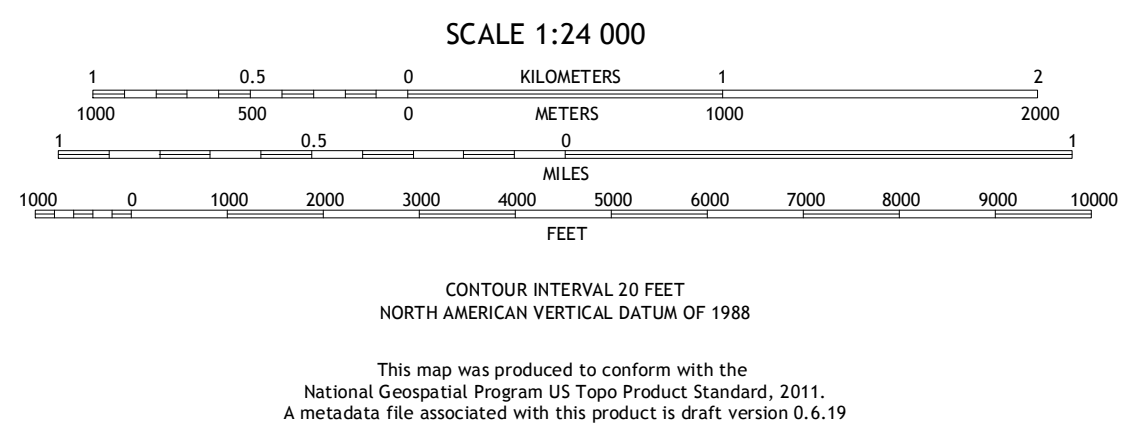 SCALE 1:24 000
1 0.5 0 KILOMETERS 1 2
1000 500 0 METERS 1000 2000
1 0.5 0 1
MILES
1000 0 1000 2000 3000 4000 5000 6000 7000 8000 9000 10000
FEET
CONTOUR INTERVAL 20 FEET
NORTH AMERICAN VERTICAL DATUM OF 1988
This map was produced to conform with the
National Geospatial Program US Topo Product Standard, 2011.
A metadata file associated with this product is draft version 0.6.19